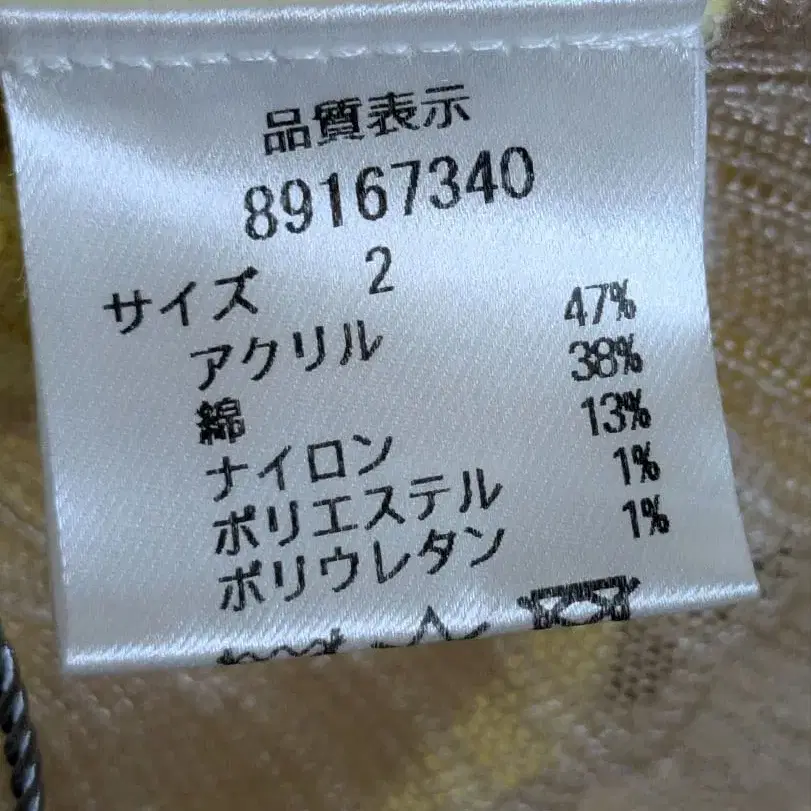 品質表示
89167340
サイズ 2
アクリル 47%
綿 38%
ナイロン 13%
ポリエステル 1%
ポリウレタン 1%